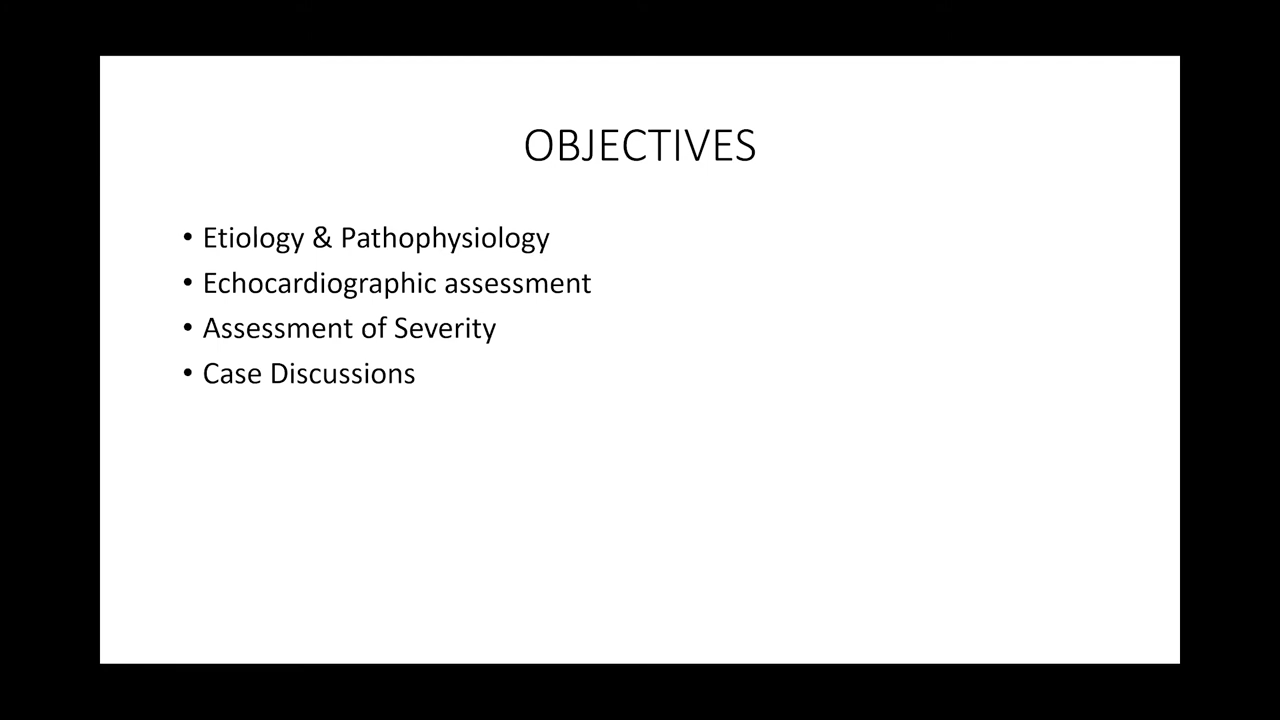 OBJECTIVES
• Etiology & Pathophysiology
• Echocardiographic assessment
• Assessment of Severity
• Case Discussions